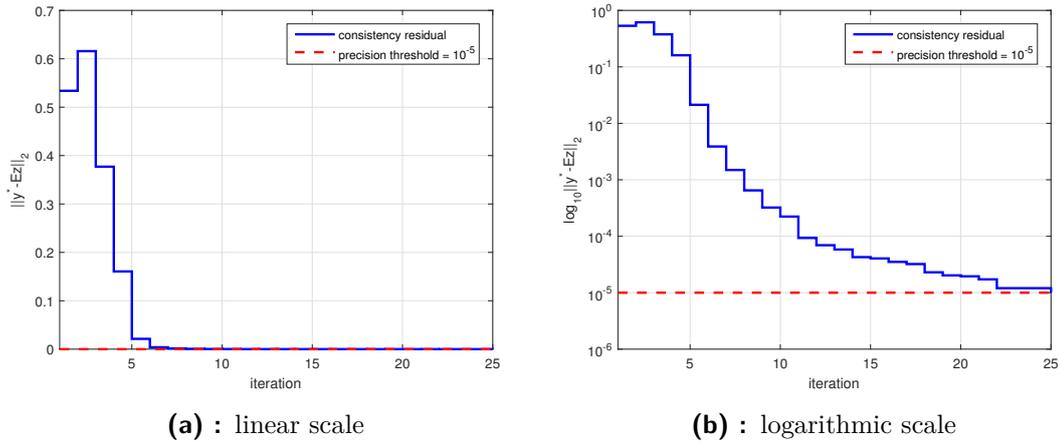 0.7
0.6
0.5
0.4
0.3
0.2
0.1
0
||y*-Ez||₂
5
10
15
20
25
iteration
consistency residual
precision threshold = 10⁻⁵
(a) : linear scale
10⁰
10⁻¹
10⁻²
10⁻³
10⁻⁴
10⁻⁵
10⁻⁶
log₁₀||y*-Ez||₂
5
10
15
20
25
iteration
consistency residual
precision threshold = 10⁻⁵
(b) : logarithmic scale